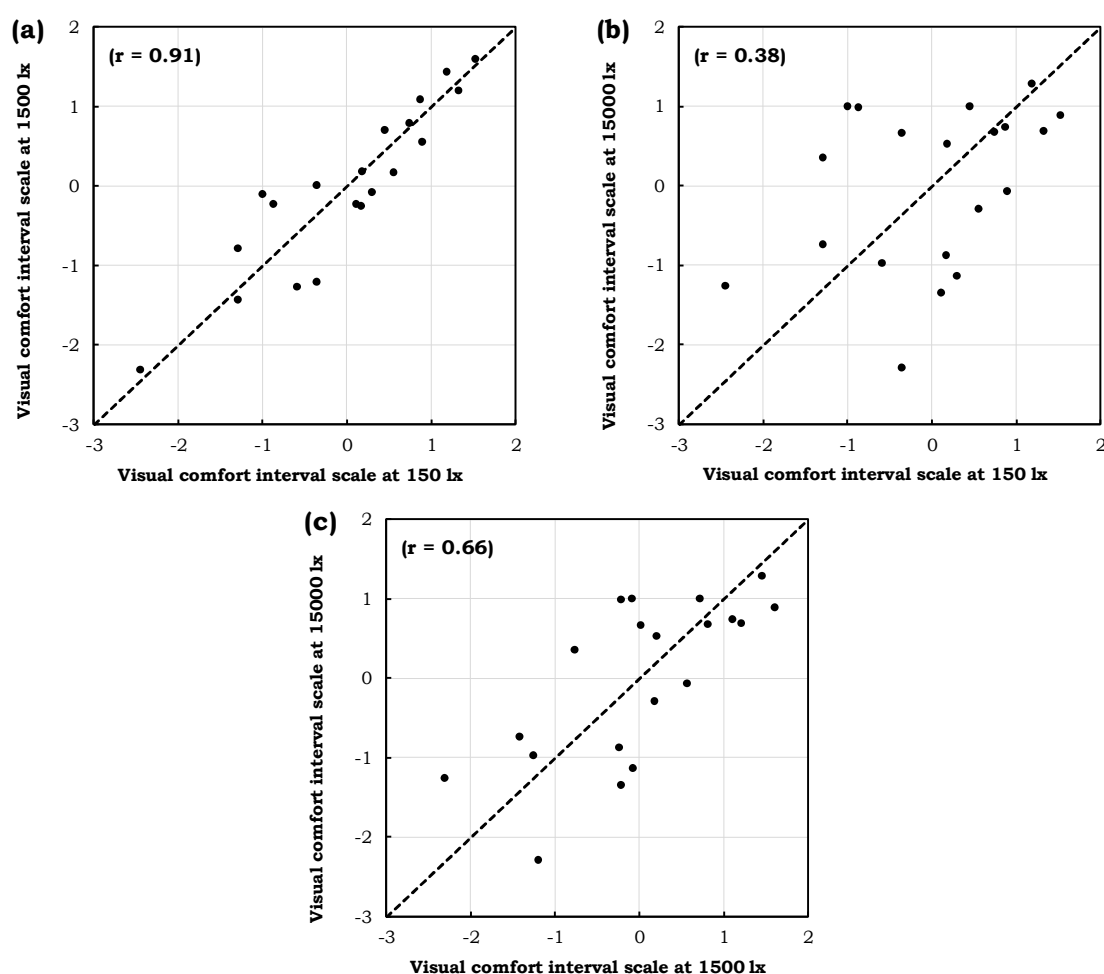 (a)
(r = 0.91)
Visual comfort interval scale at 1500 lx
2
1
0
-1
-2
-3
-3 -2 -1 0 1 2
Visual comfort interval scale at 150 lx
(b)
(r = 0.38)
Visual comfort interval scale at 15000 lx
2
1
0
-1
-2
-3
-3 -2 -1 0 1 2
Visual comfort interval scale at 150 lx
(c)
(r = 0.66)
Visual comfort interval scale at 15000 lx
2
1
0
-1
-2
-3
-3 -2 -1 0 1 2
Visual comfort interval scale at 1500 lx